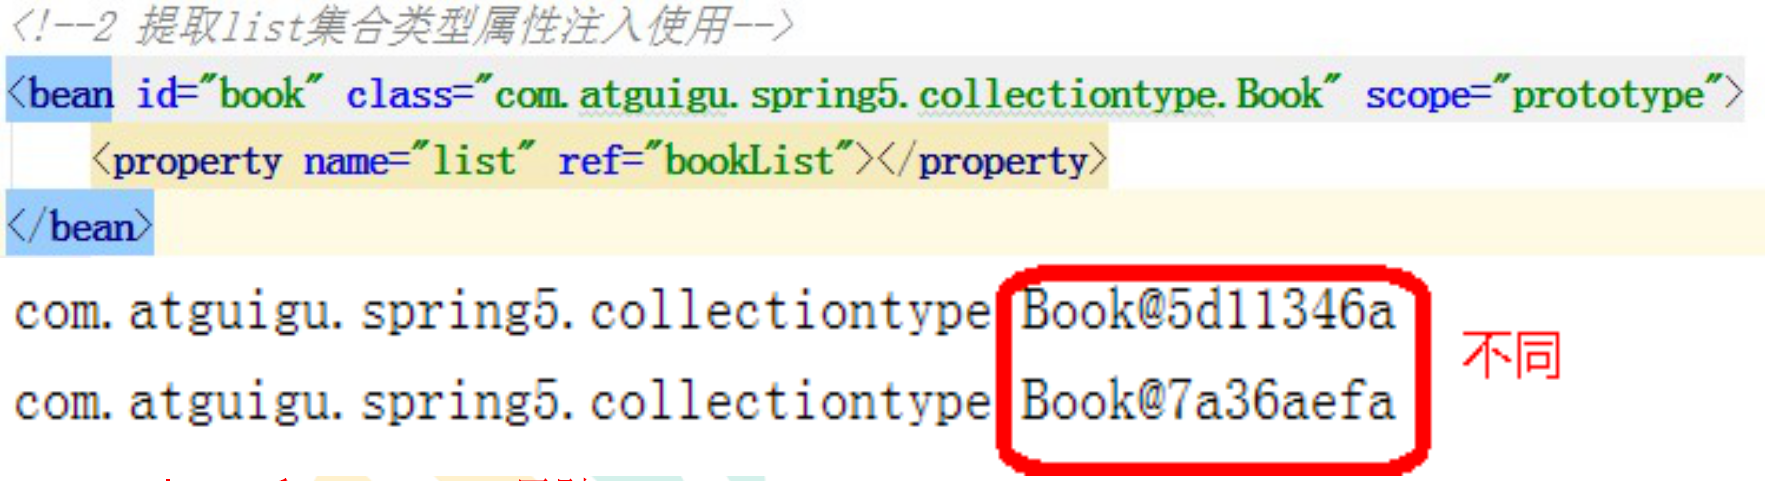 <!--2 提取list集合类型属性注入使用-->
<bean id="book" class="com.atguigu.spring5.collectiontype.Book" scope="prototype">
<property name="list" ref="bookList"></property>
</bean>
com.atguigu.spring5.collectiontype Book@5d11346a
不同
com.atguigu.spring5.collectiontype Book@7a36aefa